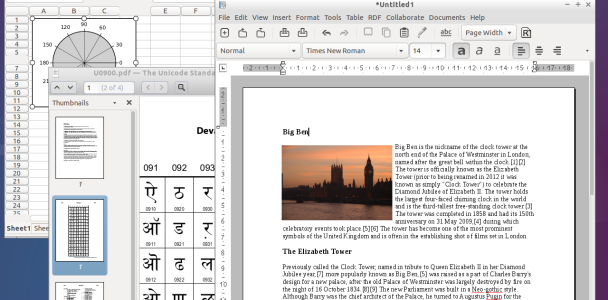 *Untitled1
File Edit View Insert Format Tools Table RDF Collaborate Documents Help
Page Width
Normal
Times New Roman
14
E
F
G
120
90
60
150
30
180
U0900.pdf — The Unicode Standa
1 (2 of 4)
Thumbnails
Dev
091 092 093
ऐ ठ र
0910 0920 0930
ऑ ड ऱ
0911 0921 0931
ऒ ढ ल
0912 0922 0932
ओ ण ळ
Sheet1
Big Ben
Big Ben is the nickname of the clock tower at the
north end of the Palace of Westminster in London,
named after the great bell within the clock.[1][2]
The tower is officially known as the Elizabeth
Tower (prior to being renamed in 2012 it was
known as simply "Clock Tower") to celebrate the
Diamond Jubilee of Elizabeth II. The tower holds
the largest four-faced chiming clock in the world
and is the third-tallest free-standing clock tower.[3]
The tower was completed in 1858 and had its 150th
anniversary on 31 May 2009,[4] during which
celebratory events took place.[5][6] The tower has become one of the most prominent
symbols of the United Kingdom and is often in the establishing shot of films set in London.
The Elizabeth Tower
Previously called the Clock Tower, named in tribute to Queen Elizabeth II in her Diamond
Jubilee year,[7] more popularly known as Big Ben,[5] was raised as a part of Charles Barry's
design for a new palace, after the old Palace of Westminster was largely destroyed by fire on
the night of 16 October 1834.[8][9] The new Parliament was built in a Neo-gothic style.
Although Barry was the chief architect of the Palace, he turned to Augustus Pugin for the